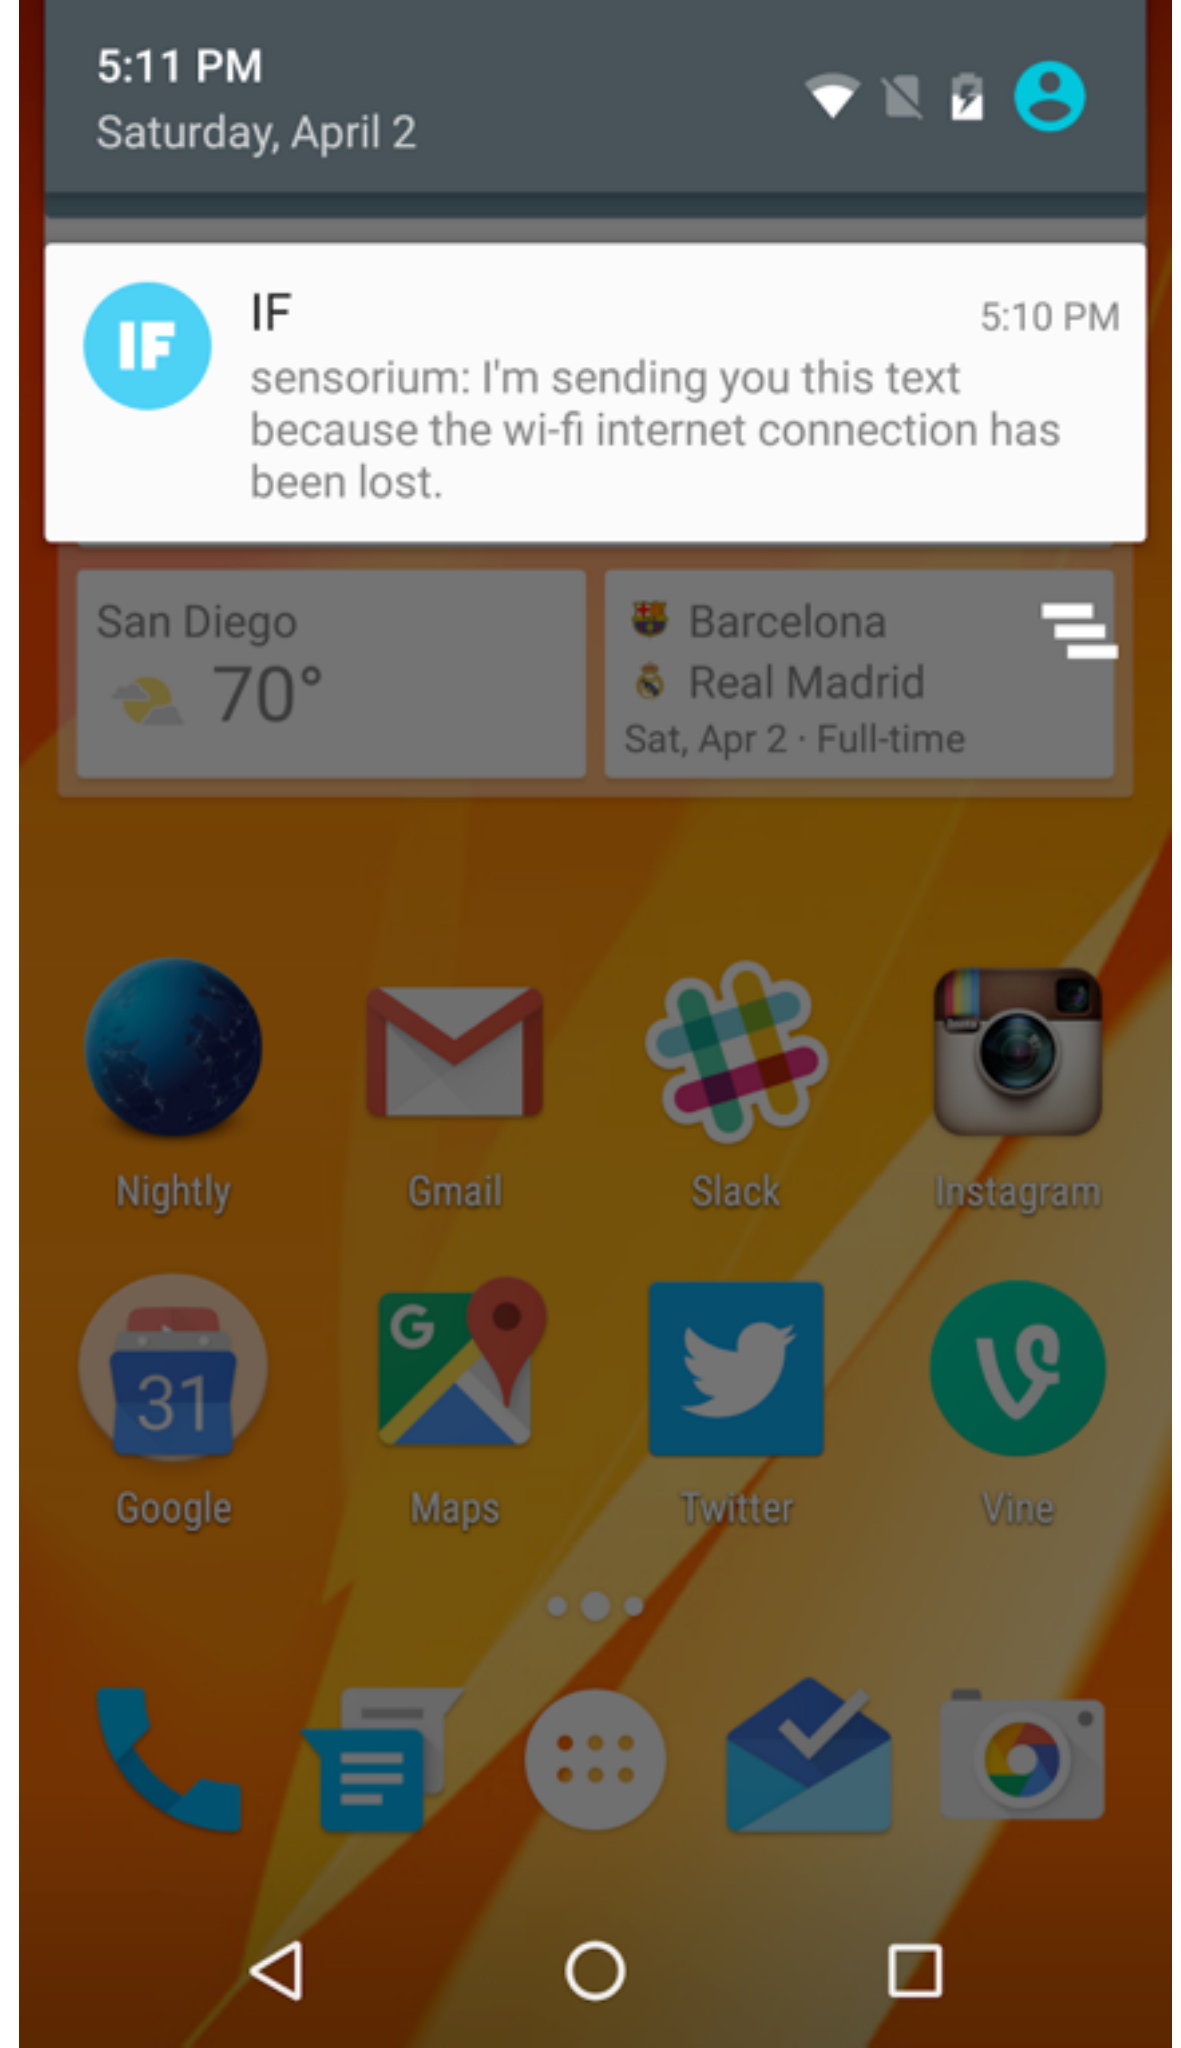 5:11 PM
Saturday, April 2
IF
IF
5:10 PM
sensorium: I'm sending you this text
because the wi-fi internet connection has
been lost.
San Diego
70°
Barcelona
Real Madrid
Sat, Apr 2 · Full-time
Nightly
Gmail
Slack
Instagram
31
G
Google
Maps
Twitter
Vine